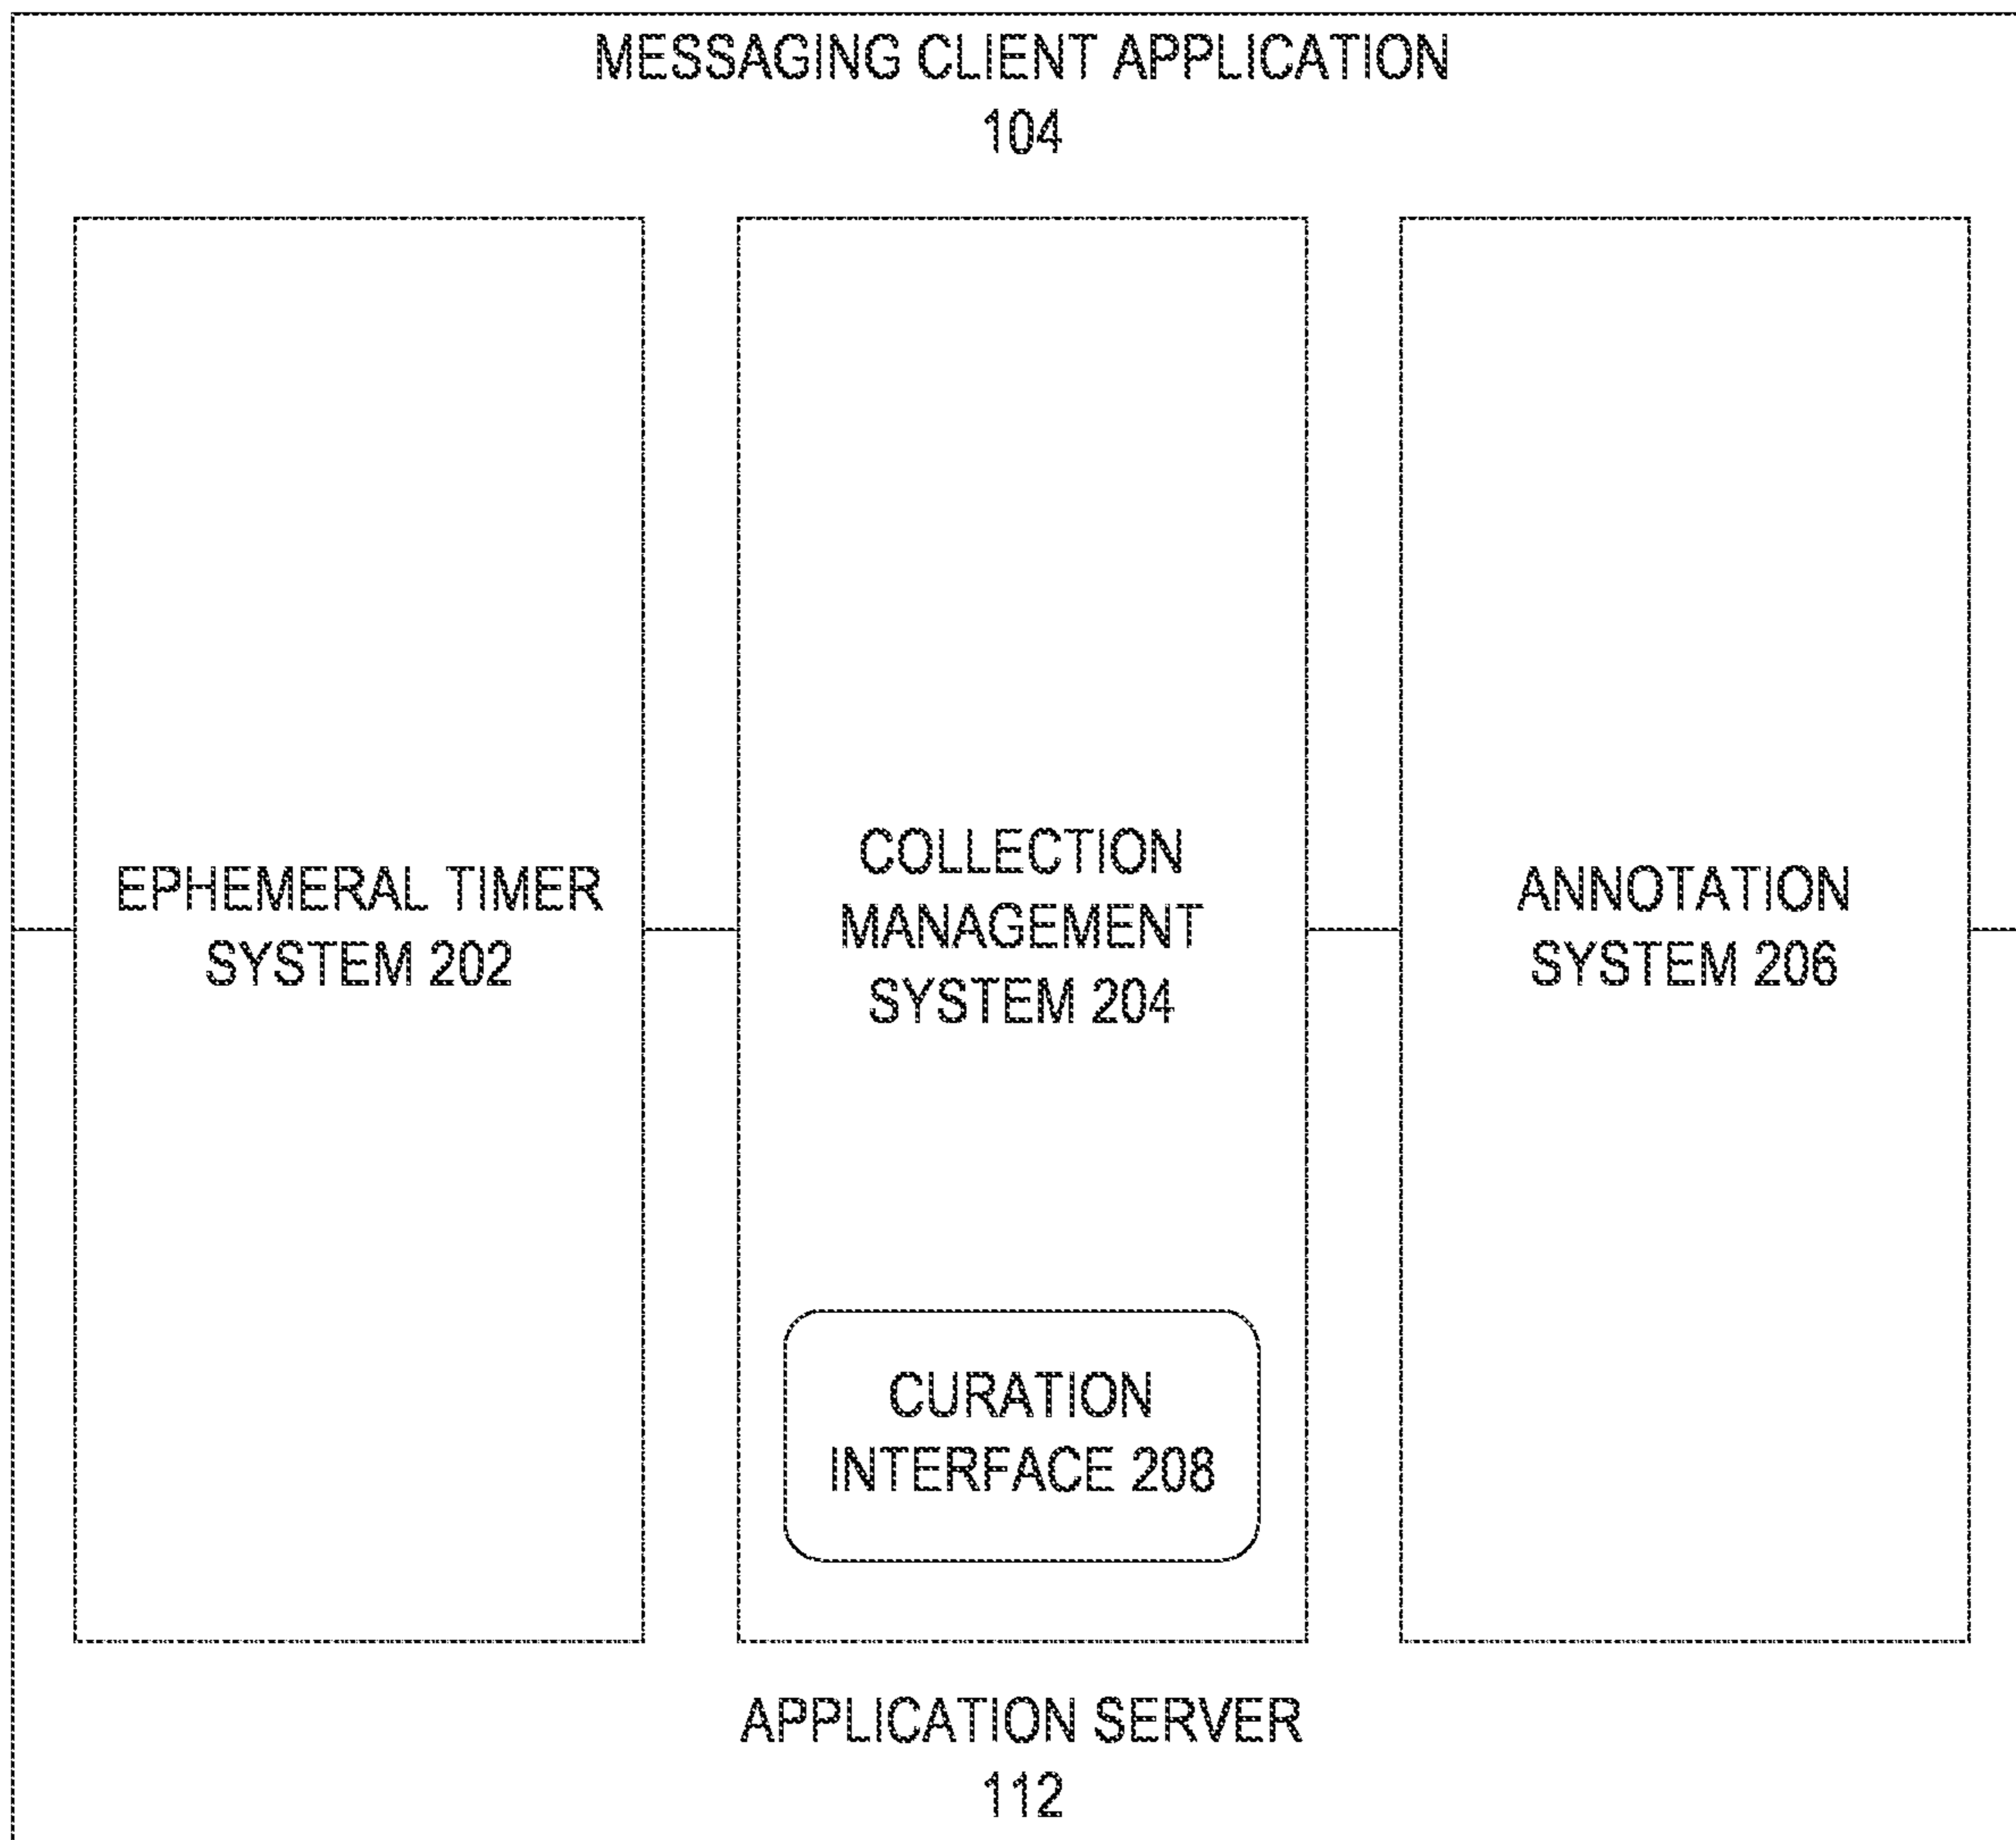 MESSAGING CLIENT APPLICATION
104
EPHEMERAL TIMER
SYSTEM 202
COLLECTION
MANAGEMENT
SYSTEM 204
CURATION
INTERFACE 208
ANNOTATION
SYSTEM 206
APPLICATION SERVER
112